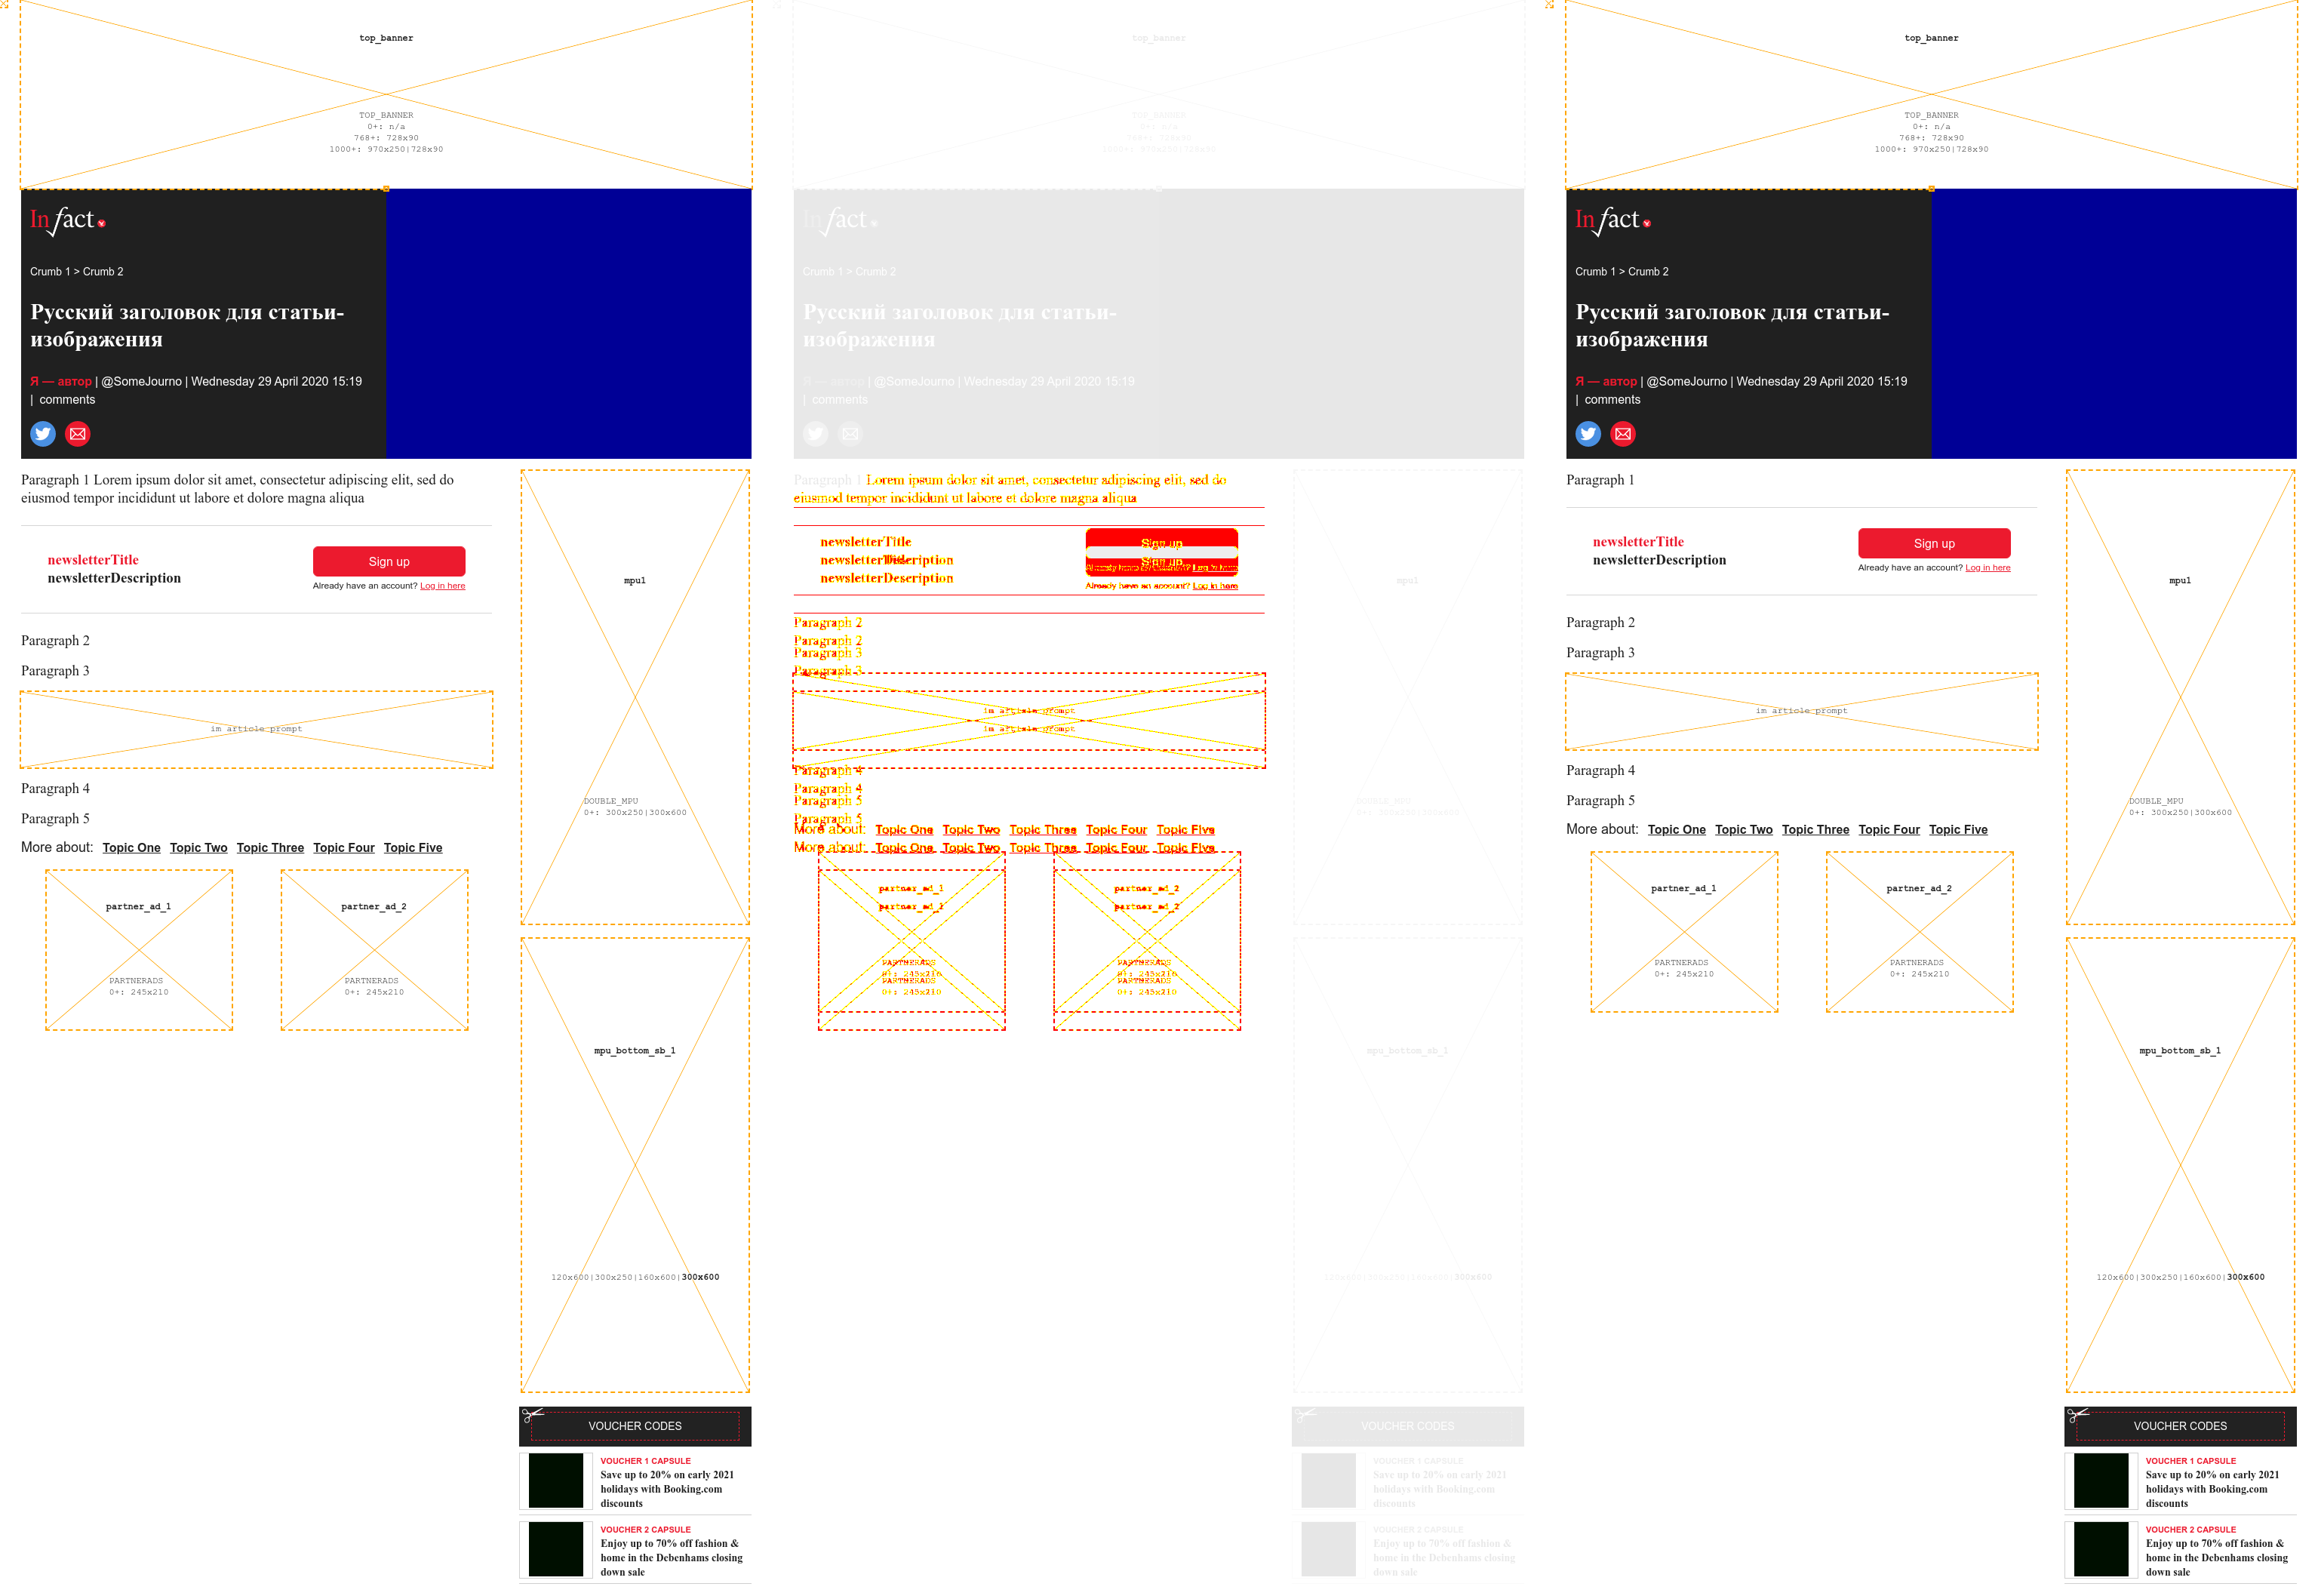 top_banner
TOP_BANNER
0+: n/a
768+: 728x90
1000+: 970x250|728x90
In fact.
Crumb 1 > Crumb 2
Русский заголовок для статьи-
изображения
Я — автор | @SomeJourno | Wednesday 29 April 2020 15:19
| comments
Paragraph 1 Lorem ipsum dolor sit amet, consectetur adipiscing elit, sed do
eiusmod tempor incididunt ut labore et dolore magna aliqua
newsletterTitle
newsletterDescription
Sign up
Already have an account? Log in here
Paragraph 2
Paragraph 3
im article prompt
Paragraph 4
Paragraph 5
More about: Topic One Topic Two Topic Three Topic Four Topic Five
partner_ad_1
PARTNERADS
0+: 245x210
partner_ad_2
PARTNERADS
0+: 245x210
mpu1
DOUBLE_MPU
0+: 300x250|300x600
mpu_bottom_sb_1
120x600|300x250|160x600|300x600
VOUCHER CODES
VOUCHER 1 CAPSULE
Save up to 20% on early 2021
holidays with Booking.com
discounts
VOUCHER 2 CAPSULE
Enjoy up to 70% off fashion &
home in the Debenhams closing
down sale
top_banner
TOP_BANNER
0+: n/a
768+: 728x90
1000+: 970x250|728x90
In fact.
Crumb 1 > Crumb 2
Русский заголовок для статьи-
изображения
Я — автор | @SomeJourno | Wednesday 29 April 2020 15:19
| comments
Paragraph 1 Lorem ipsum dolor sit amet, consectetur adipiscing elit, sed do
eiusmod tempor incididunt ut labore et dolore magna aliqua
newsletterTitle
newsletterDescription
newsletterDescription
Sign up
Sign up
Already have an account? Log in here
Already have an account? Log in here
Paragraph 2
Paragraph 2
Paragraph 3
Paragraph 3
im article prompt
im article prompt
Paragraph 4
Paragraph 4
Paragraph 5
Paragraph 5
More about: Topic One Topic Two Topic Three Topic Four Topic Five
More about: Topic One Topic Two Topic Three Topic Four Topic Five
partner_ad_1
partner_ad_1
PARTNERADS
0+: 245x210
PARTNERADS
0+: 245x210
partner_ad_2
partner_ad_2
PARTNERADS
0+: 245x210
PARTNERADS
0+: 245x210
mpu1
DOUBLE_MPU
0+: 300x250|300x600
mpu_bottom_sb_1
120x600|300x250|160x600|300x600
VOUCHER CODES
VOUCHER 1 CAPSULE
Save up to 20% on early 2021
holidays with Booking.com
discounts
VOUCHER 2 CAPSULE
Enjoy up to 70% off fashion &
home in the Debenhams closing
down sale
top_banner
TOP_BANNER
0+: n/a
768+: 728x90
1000+: 970x250|728x90
In fact.
Crumb 1 > Crumb 2
Русский заголовок для статьи-
изображения
Я — автор | @SomeJourno | Wednesday 29 April 2020 15:19
| comments
Paragraph 1
newsletterTitle
newsletterDescription
Sign up
Already have an account? Log in here
Paragraph 2
Paragraph 3
im article prompt
Paragraph 4
Paragraph 5
More about: Topic One Topic Two Topic Three Topic Four Topic Five
partner_ad_1
PARTNERADS
0+: 245x210
partner_ad_2
PARTNERADS
0+: 245x210
mpu1
DOUBLE_MPU
0+: 300x250|300x600
mpu_bottom_sb_1
120x600|300x250|160x600|300x600
VOUCHER CODES
VOUCHER 1 CAPSULE
Save up to 20% on early 2021
holidays with Booking.com
discounts
VOUCHER 2 CAPSULE
Enjoy up to 70% off fashion &
home in the Debenhams closing
down sale